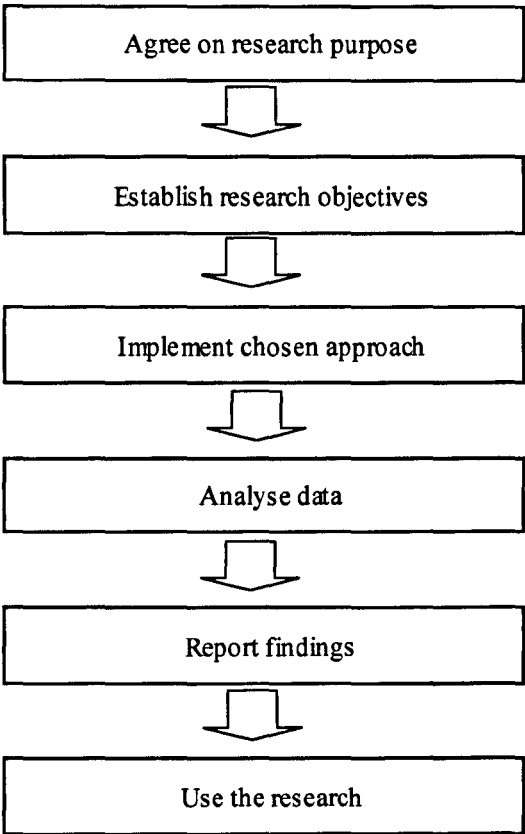 Agree on research purpose
Establish research objectives
Implement chosen approach
Analyse data
Report findings
Use the research